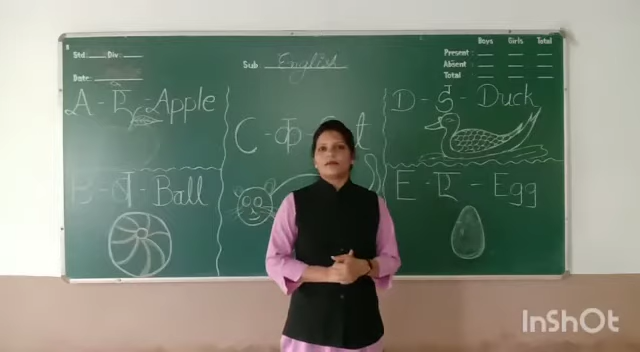 Std. Div.
Date:
Sub English
Boys Girls Total
Present:
Absent:
Total:
A - ऍ - Apple
B - ब - Ball
C - क -
D - ड - Duck
E - ए - Egg
InShOt